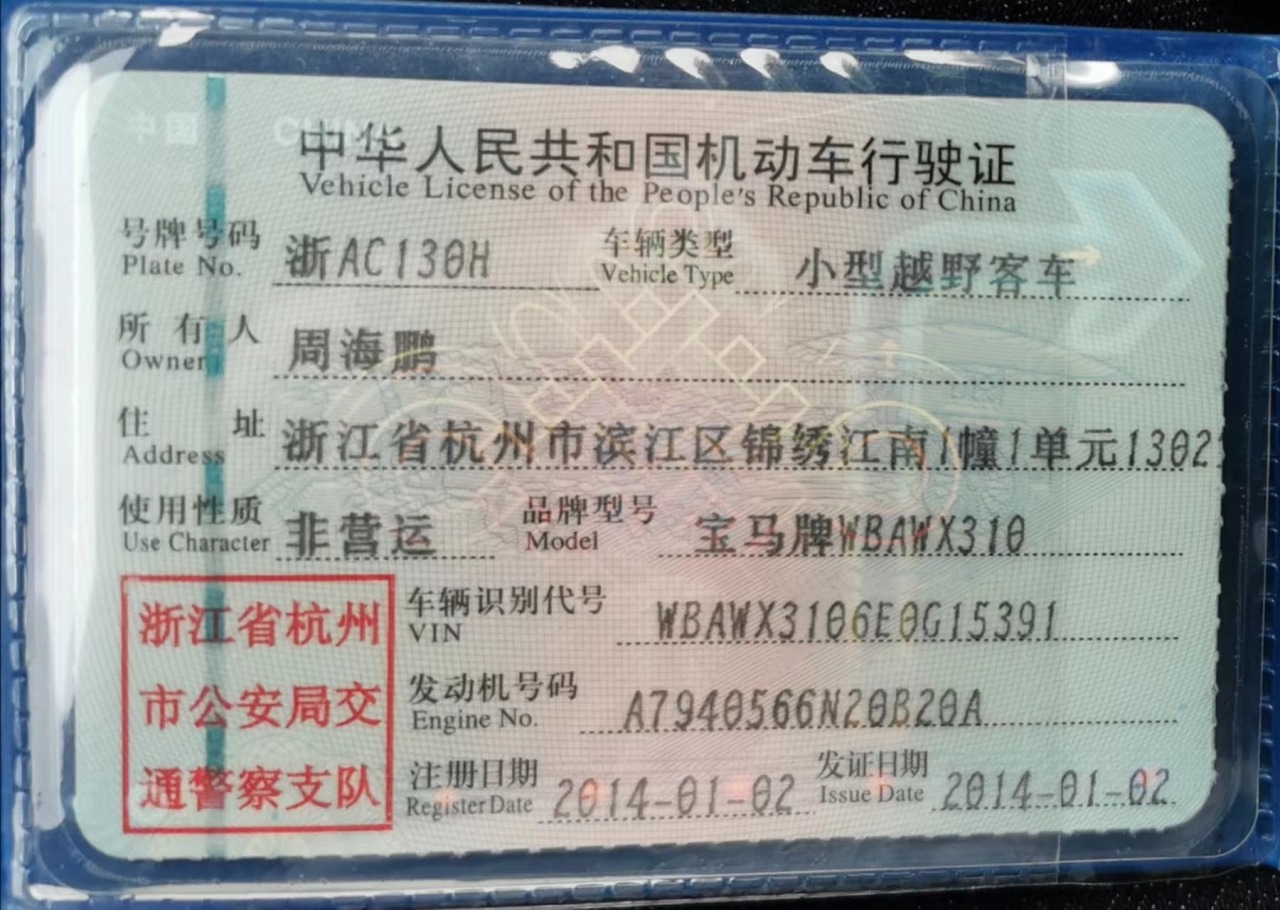 中国 CHINA
中华人民共和国机动车行驶证
Vehicle License of the People's Republic of China
号牌号码 浙AC130H 车辆类型 小型越野客车
Plate No. Vehicle Type
所有人 周海鹏
Owner
住址 浙江省杭州市滨江区锦绣江南1幢1单元1302
Address
使用性质 非营运 品牌型号 宝马牌WBAWX310
Use Character Model
浙江省杭州
市公安局交
通警察支队
车辆识别代号 WBAWX3106E0G15391
VIN
发动机号码 A7940566N20B20A
Engine No.
注册日期 2014-01-02 发证日期 2014-01-02
Register Date Issue Date